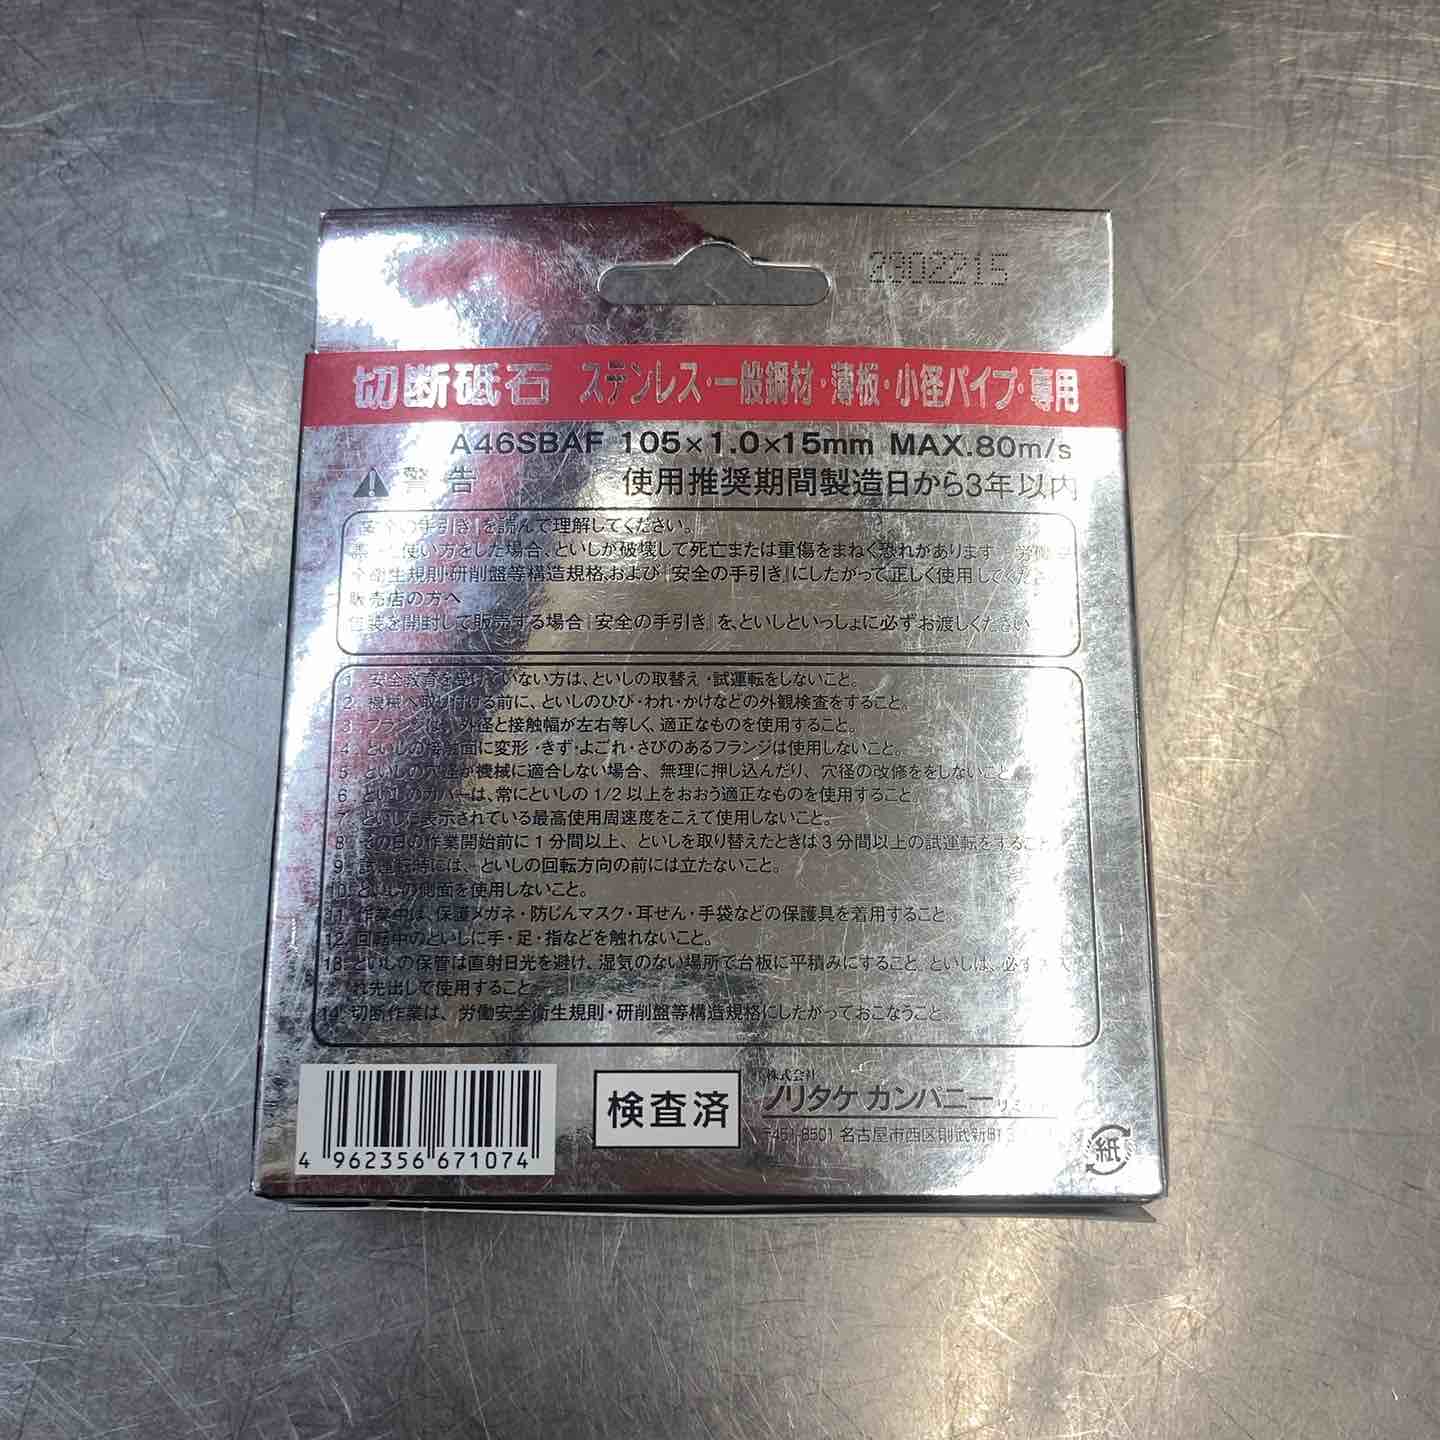 2302215
切断砥石 ステンレス・一般鋼材・薄板・小径パイプ・専用
A46SBAF 105×1.0×15mm MAX.80m/s
警告 使用推奨期間製造日から3年以内
「安全の手引き」を読んで理解してください。
使い方をした場合、といしが破壊して死亡または重傷をまねく恐れがあります
衛生規則・研削盤等構造規格、および「安全の手引き」にしたがって正しく使用してください
販売店の方へ
包装を開封して販売する場合「安全の手引き」を、といしといっしょに必ずお渡しください
1. 安全教育を受けていない方は、といしの取替え・試運転をしないこと。
2. 機械へ取り付ける前に、といしのひび・われ・かけなどの外観検査をすること。
3. フランジは、外径と接触幅が左右等しく、適正なものを使用すること。
4. といしの接触面に変形・きず・よごれ・さびのあるフランジは使用しないこと。
5. といしの穴径が機械に適合しない場合、無理に押し込んだり、穴径の改修ををしないこと
6. といしのカバーは、常にといしの1/2以上をおおう適正なものを使用すること。
7. といしに表示されている最高使用周速度をこえて使用しないこと。
8. その日の作業開始前に1分間以上、といしを取り替えたときは3分間以上の試運転をすること
9. 試運転時には、といしの回転方向の前には立たないこと。
10. といしの側面を使用しないこと。
11. 作業中は、保護メガネ・防じんマスク・耳せん・手袋などの保護具を着用すること。
12. 回転中のといしに手・足・指などを触れないこと。
13. といしの保管は直射日光を避け、湿気のない場所で台板に平積みにすること。といしは、必ず先入
れ先出しで使用すること。
14. 切断作業は、労働安全衛生規則・研削盤等構造規格にしたがっておこなうこと。
4 962356 671074
検査済
株式会社
ノリタケカンパニー
〒451-8501 名古屋市西区則武新町
紙